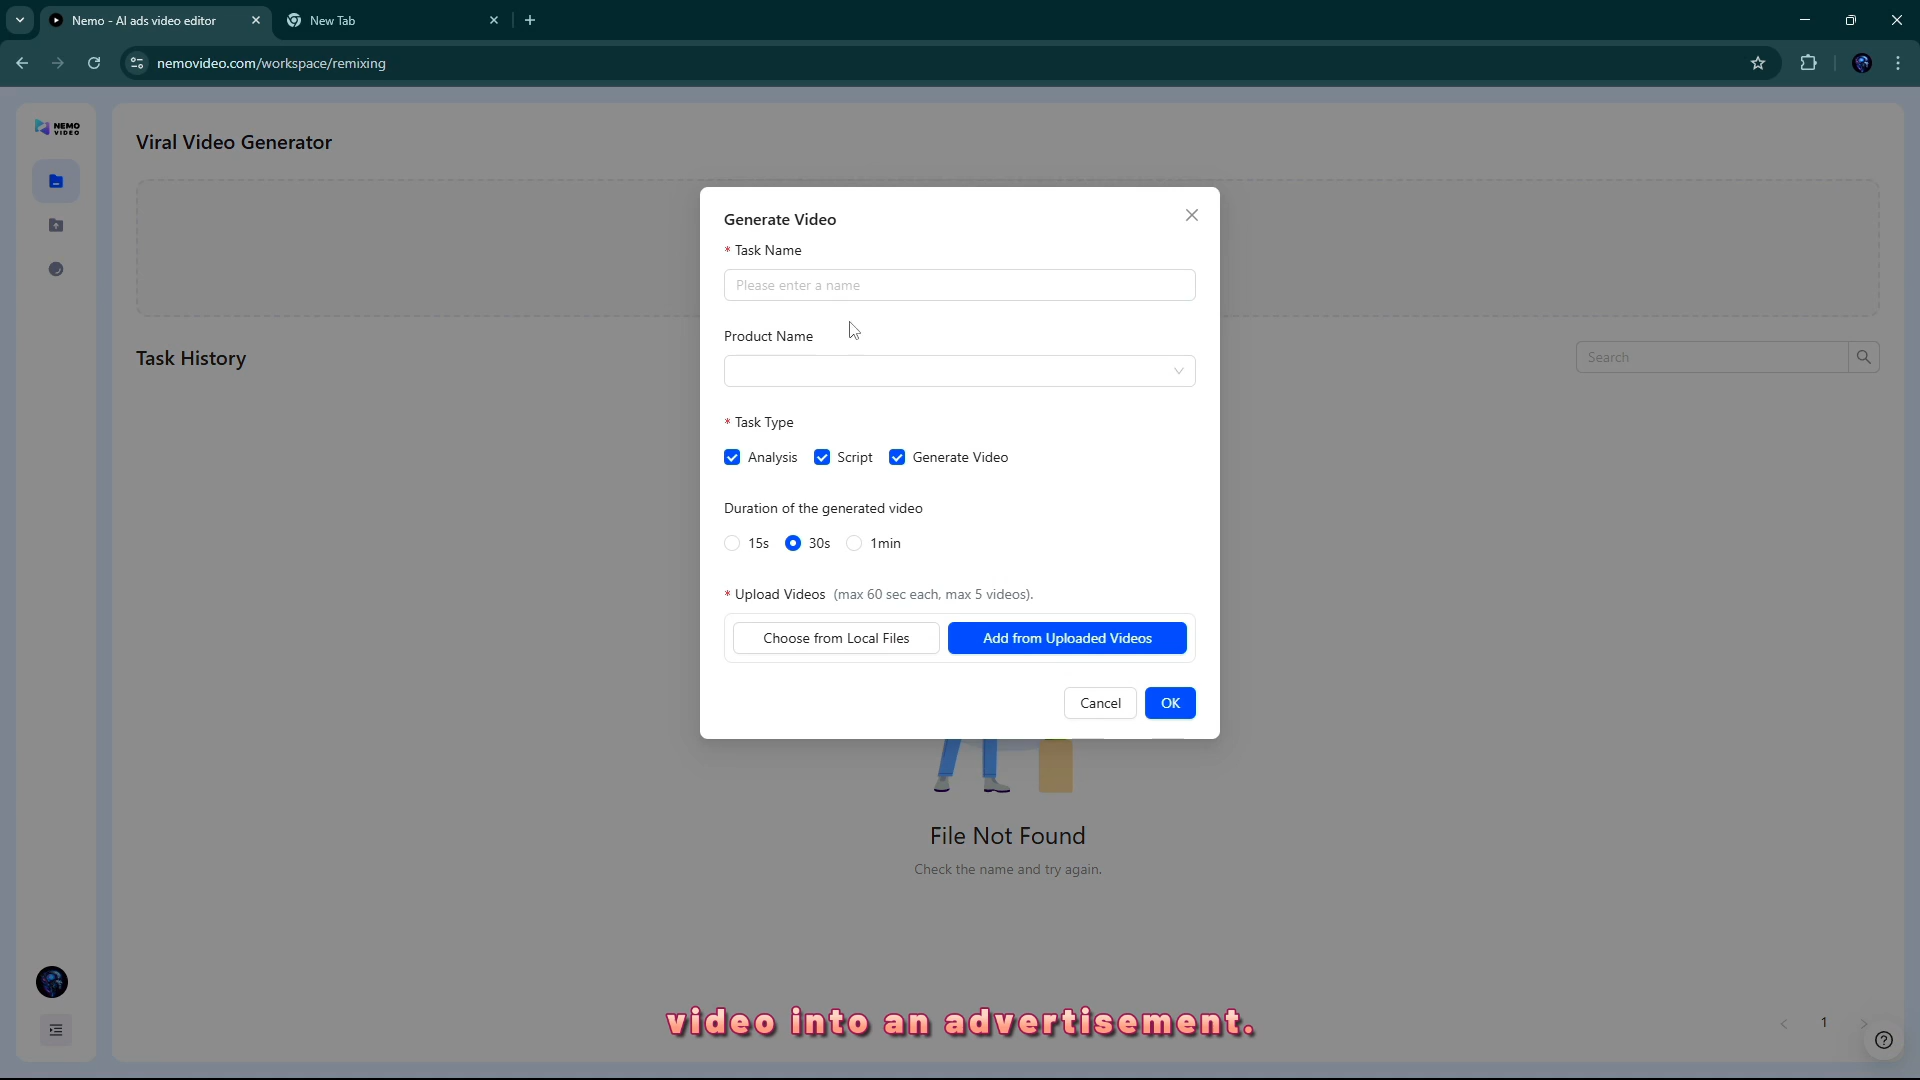 Nemo - AI ads video editor
New Tab
nemovideo.com/workspace/remixing
NEMO
VIDEO
Viral Video Generator
Generate Video
* Task Name
Please enter a name
Product Name
Task History
Search
* Task Type
Analysis Script Generate Video
Duration of the generated video
15s 30s 1min
* Upload Videos (max 60 sec each, max 5 videos).
Choose from Local Files
Add from Uploaded Videos
Cancel
OK
File Not Found
Check the name and try again.
video into an advertisement.
1